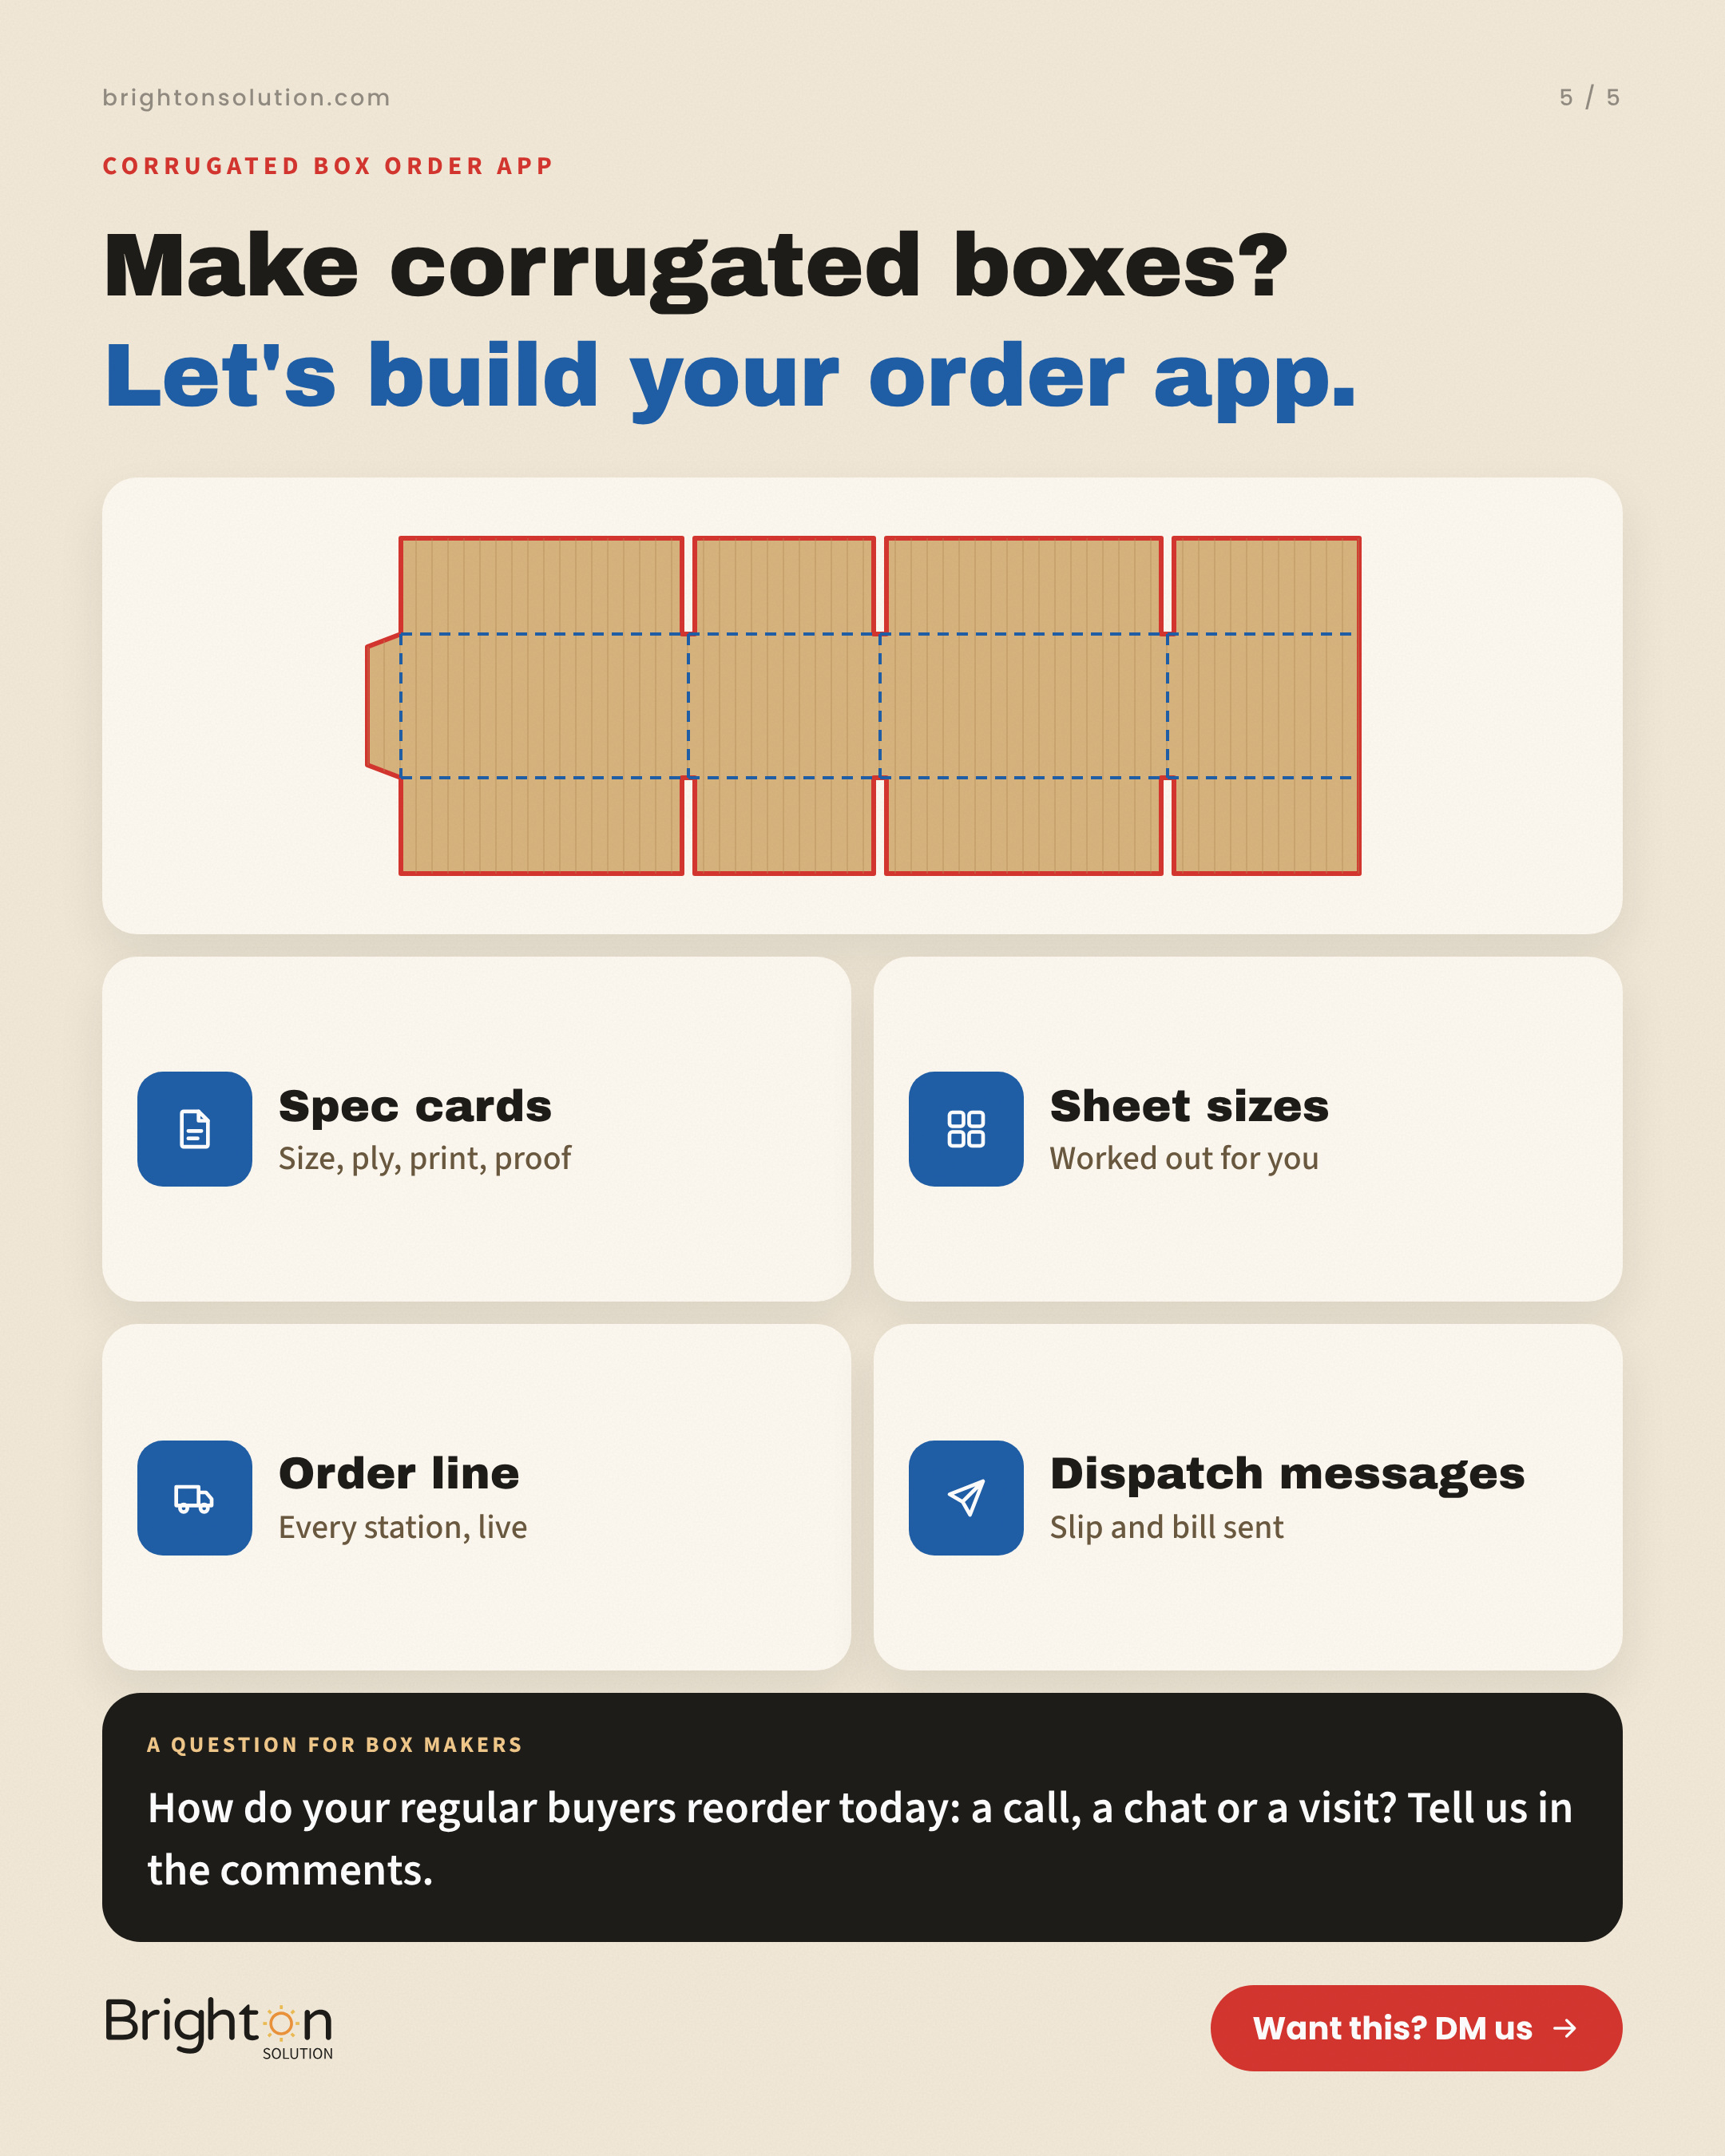 brightonsolution.com
5 / 5
CORRUGATED BOX ORDER APP
Make corrugated boxes?
Let's build your order app.
Spec cards
Size, ply, print, proof
Sheet sizes
Worked out for you
Order line
Every station, live
Dispatch messages
Slip and bill sent
A QUESTION FOR BOX MAKERS
How do your regular buyers reorder today: a call, a chat or a visit? Tell us in
the comments.
Brighton
SOLUTION
Want this? DM us →